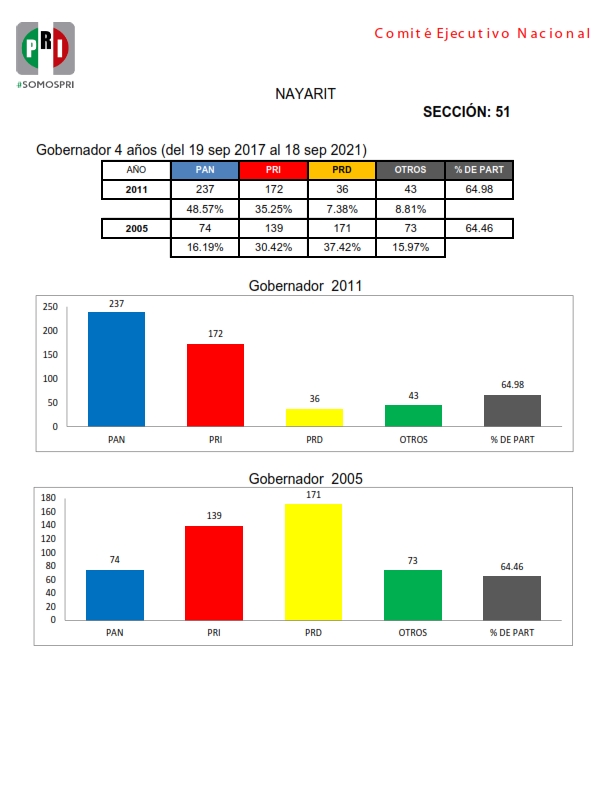 Comité Ejecutivo Nacional
PRI
#SOMOSPRI
NAYARIT
SECCIÓN: 51
Gobernador 4 años (del 19 sep 2017 al 18 sep 2021)
AÑO PAN PRI PRD OTROS % DE PART
2011 237 172 36 43 64.98
48.57% 35.25% 7.38% 8.81%
2005 74 139 171 73 64.46
16.19% 30.42% 37.42% 15.97%
Gobernador 2011
250
200
150
100
50
0
237 172 36 43 64.98
PAN PRI PRD OTROS % DE PART
Gobernador 2005
180
160
140
120
100
80
60
40
20
0
74 139 171 73 64.46
PAN PRI PRD OTROS % DE PART